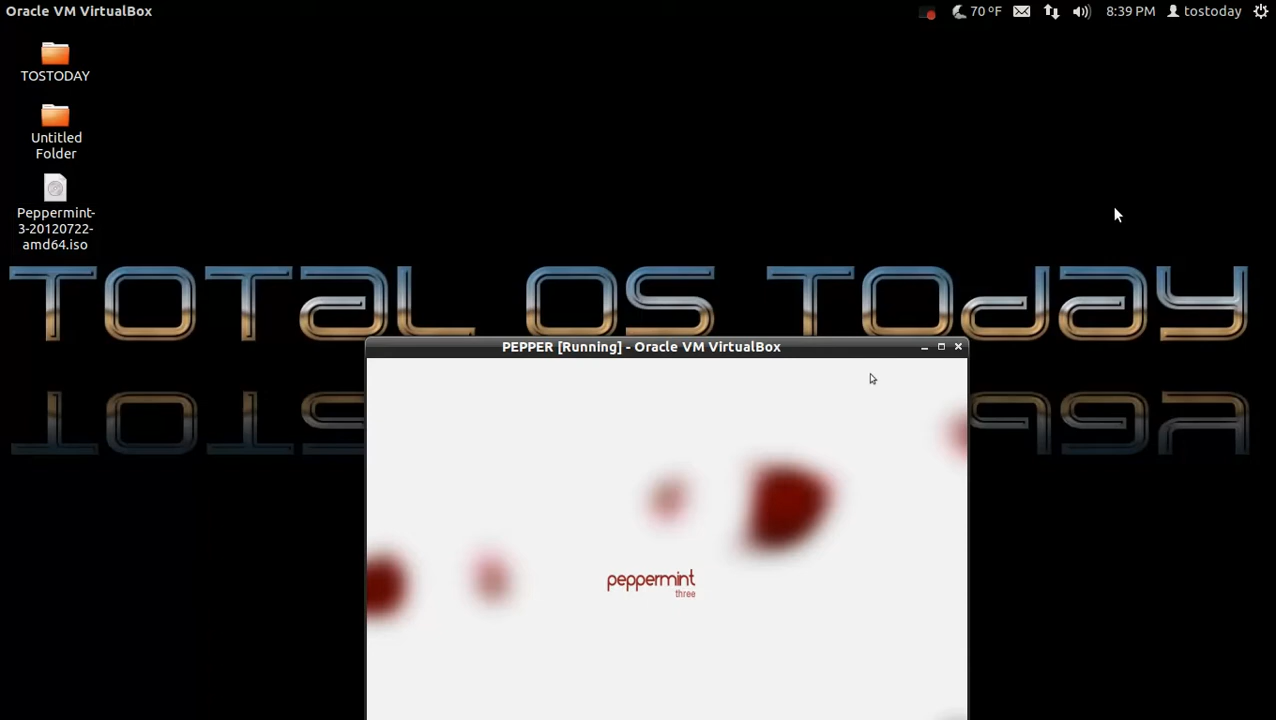 Oracle VM VirtualBox
70 °F
8:39 PM
tostoday
TOSTODAY
Untitled
Folder
Peppermint-
3-20120722-
amd64.iso
TOTAL OS TODAY
PEPPER [Running] - Oracle VM VirtualBox
peppermint
three